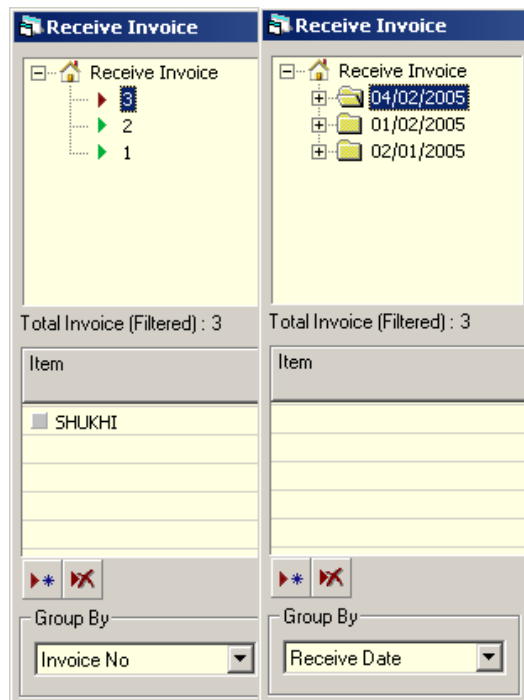 Receive Invoice
Receive Invoice
3
2
1
Total Invoice (Filtered) : 3
Item
SHUKHI
Group By
Invoice No
Receive Invoice
Receive Invoice
04/02/2005
01/02/2005
02/01/2005
Total Invoice (Filtered) : 3
Item
Group By
Receive Date